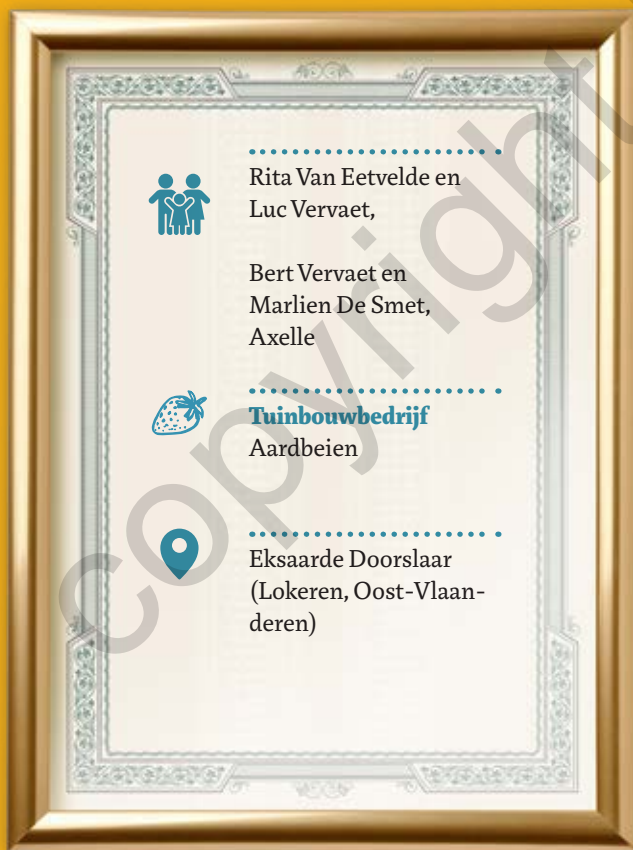 Rita Van Eetvelde en
Luc Vervaet,
Bert Vervaet en
Marlien De Smet,
Axelle
Tuinbouwbedrijf
Aardbeien
Eksaarde Doorslaar
(Lokeren, Oost-Vlaan-
deren)
copyright